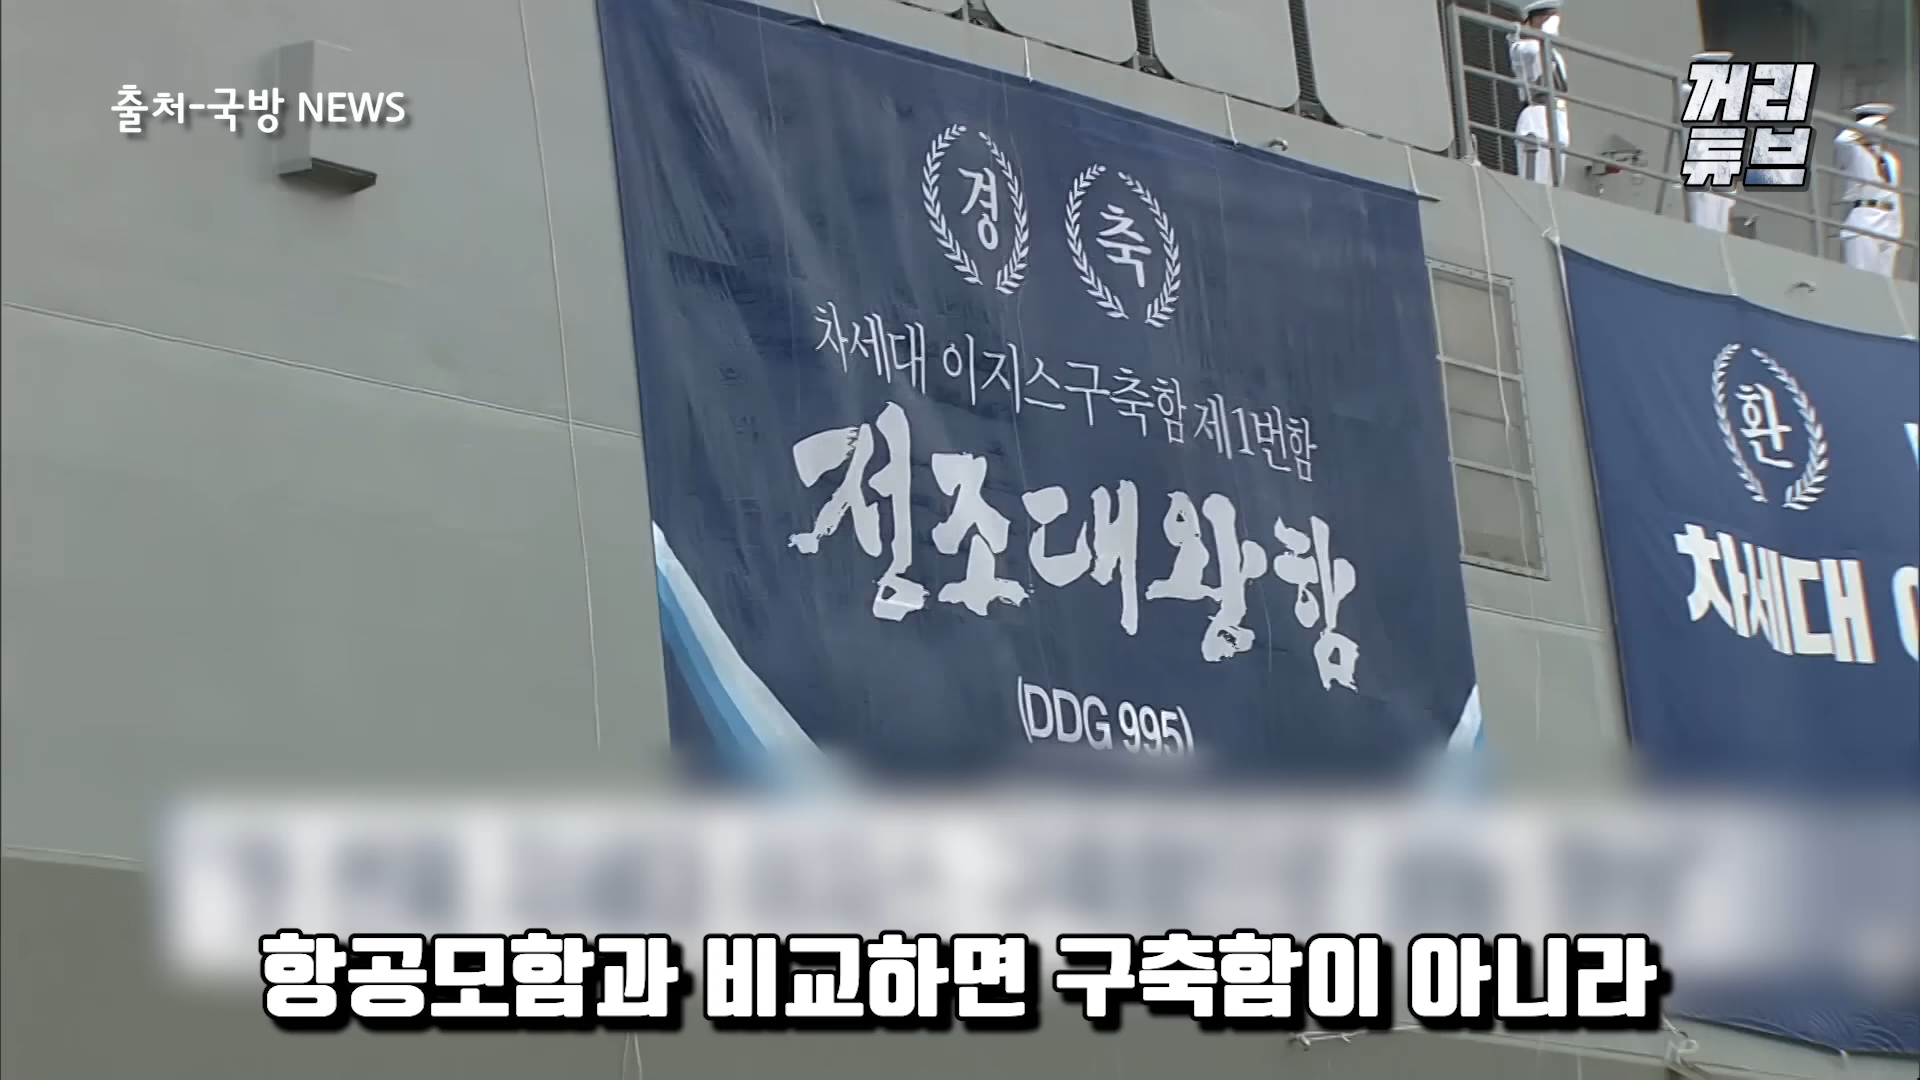 출처-국방 NEWS
꺼리
튜브
경 축
차세대 이지스구축함 제1번함
정조대왕함
(DDG 995)
환
차세대
항공모함과 비교하면 구축함이 아니라